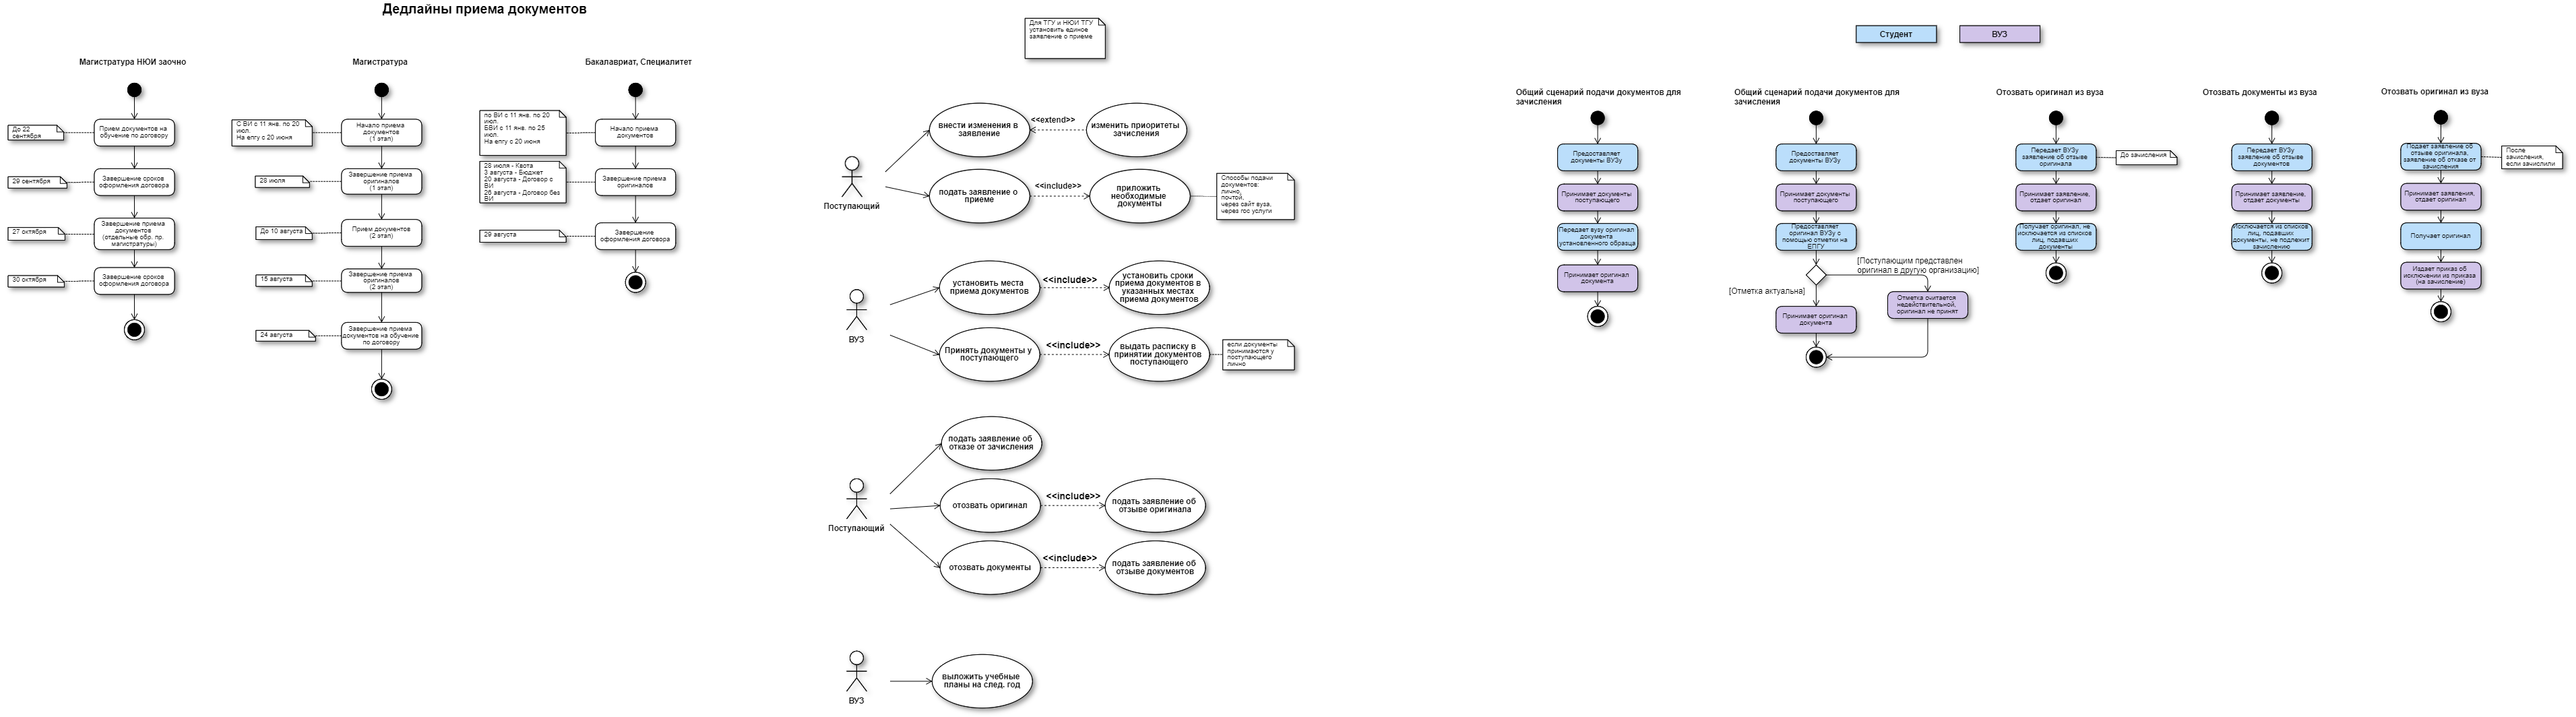 Дедлайны приема документов
Магистратура НЮИ заочно
До 22
сентября
Прием документов на
обучение по договору
29 сентября
Завершение сроков
оформления договора
27 октября
Завершение приема
документов
(отдельные обр. пр.
магистратуры)
30 октября
Завершение сроков
оформления договора
Магистратура
С ВИ с 11 янв. по 20
июл.
На епгу с 20 июня
Начало приема
документов
(1 этап)
28 июля
Завершение приема
оригиналов
(1 этап)
До 10 августа
Прием документов
(2 этап)
15 августа
Завершение приема
оригиналов
(2 этап)
24 августа
Завершение приема
документов на обучение
по договору
Бакалавриат, Специалитет
по ВИ с 11 янв. по 20
июл.
БВИ с 11 янв. по 25
июл.
На епгу с 20 июня
Начало приема
документов
28 июля - Квота
3 августа - Бюджет
20 августа - Договор с
ВИ
26 августа - Договор без
ВИ
Завершение приема
оригиналов
29 августа
Завершение
оформления договора
Для ТГУ и НЮИ ТГУ
установить единое
заявление о приеме
Поступающий
внести изменения в
заявление
<<extend>>
изменить приоритеты
зачисления
подать заявление о
приеме
<<include>>
приложить
необходимые
документы
Способы подачи
документов:
лично,
почтой,
через сайт вуза,
через гос услуги
ВУЗ
установить места
приема документов
<<include>>
установить сроки
приема документов в
указанных местах
приема документов
Принять документы у
поступающего
<<include>>
выдать расписку в
принятии документов
поступающего
если документы
принимаются у
поступающего
лично
Поступающий
подать заявление об
отказе от зачисления
отозвать оригинал
<<include>>
подать заявление об
отзыве оригинала
отозвать документы
<<include>>
подать заявление об
отзыве документов
ВУЗ
выложить учебные
планы на след. год
Студент
ВУЗ
Общий сценарий подачи документов для
зачисления
Предоставляет
документы ВУЗу
Принимает документы
поступающего
Передает вузу оригинал
документа
установленного образца
Принимает оригинал
документа
Общий сценарий подачи документов для
зачисления
Предоставляет
документы ВУЗу
Принимает документы
поступающего
Предоставляет
оригинал ВУЗу с
помощью отметки на
ЕПГУ
[Поступающим представлен
оригинал в другую организацию]
[Отметка актуальна]
Отметка считается
недействительной,
оригинал не принят
Принимает оригинал
документа
Отозвать оригинал из вуза
Передает ВУЗу
заявление об отзыве
оригинала
До зачисления
Принимает заявление,
отдает оригинал
Получает оригинал, не
исключается из списков
лиц, подавших
документы
Отозвать документы из вуза
Передает ВУЗу
заявление об отзыве
документов
Принимает заявление,
отдает документы
Исключается из списков
лиц, подавших
документы, не подлежит
зачислению
Отозвать оригинал из вуза
Подает заявление об
отзыве оригинала,
заявление об отказе от
зачисления
После
зачисления,
если зачислили
Принимает заявления,
отдает оригинал
Получает оригинал
Издает приказ об
исключении из приказа
(на зачисление)